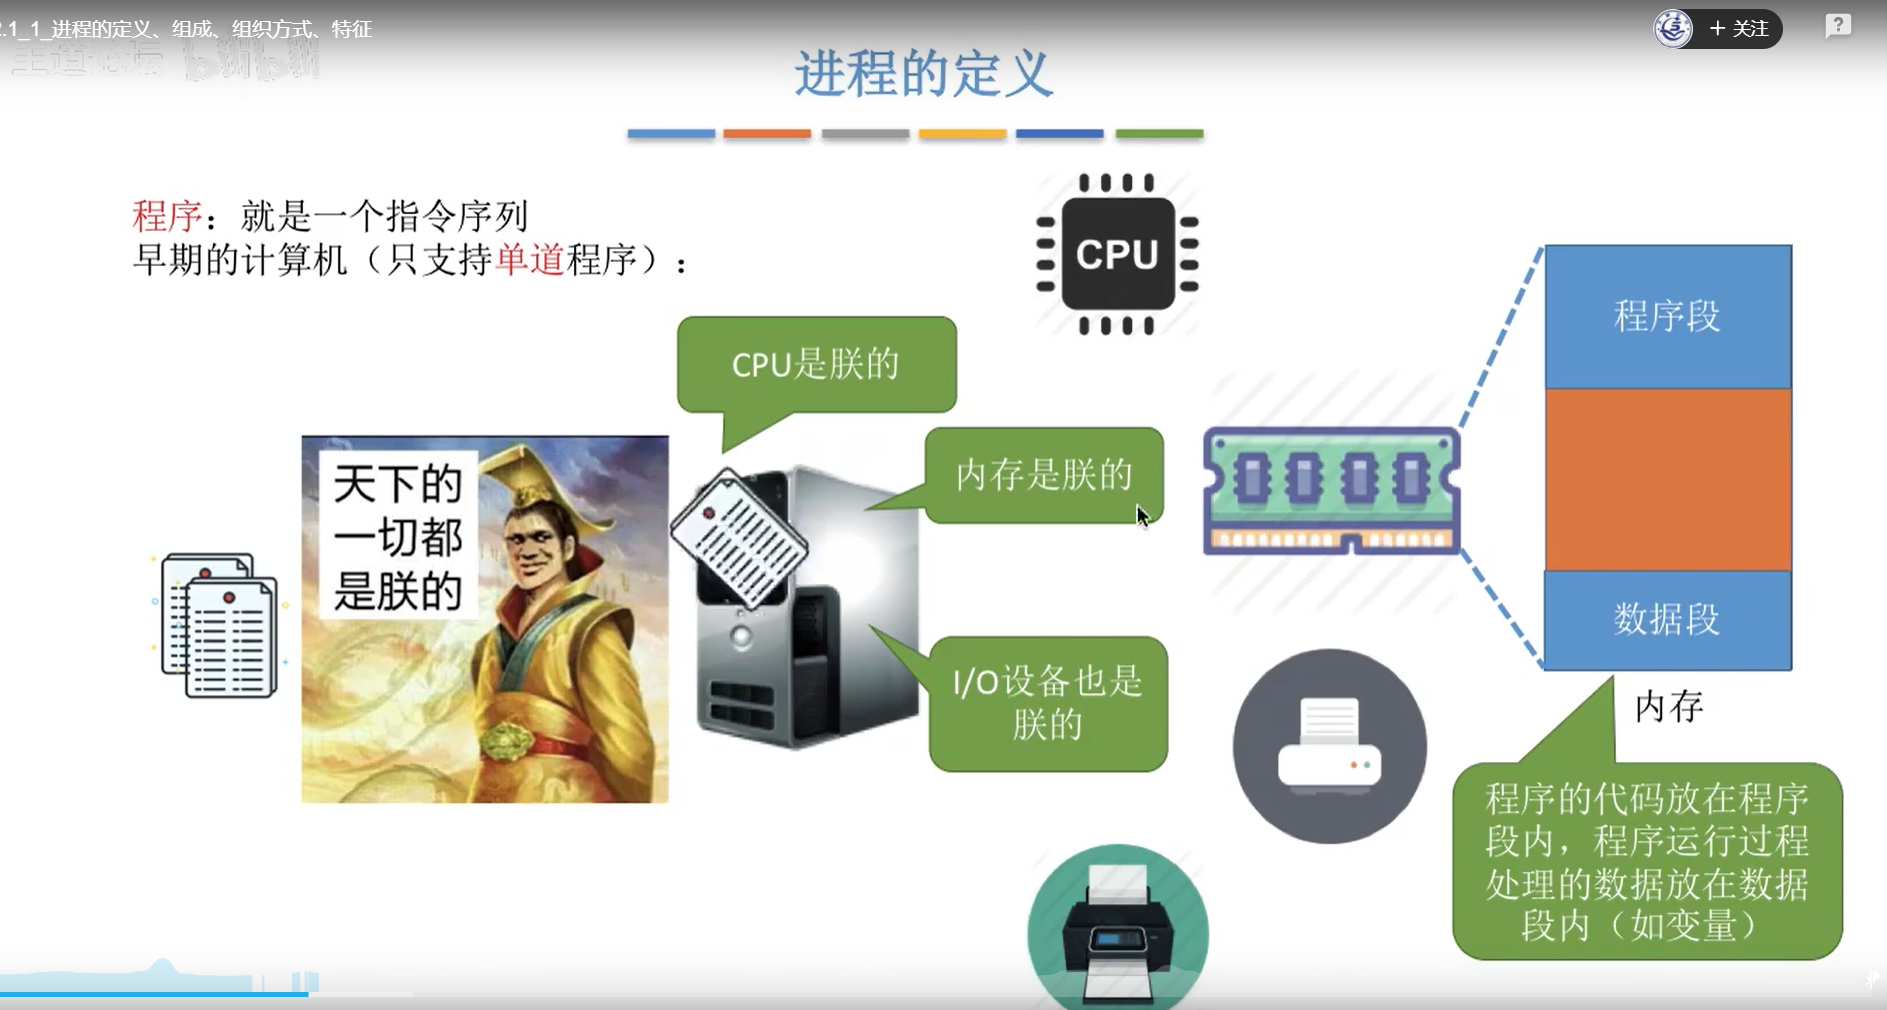 2.1_1_进程的定义、组成、组织方式、特征
+ 关注
王道论坛 bilibili
进程的定义
程序：就是一个指令序列
早期的计算机（只支持单道程序）：
CPU
CPU是朕的
内存是朕的
I/O设备也是
朕的
天下的
一切都
是朕的
程序段
数据段
内存
程序的代码放在程序
段内，程序运行过程
处理的数据放在数据
段内（如变量）